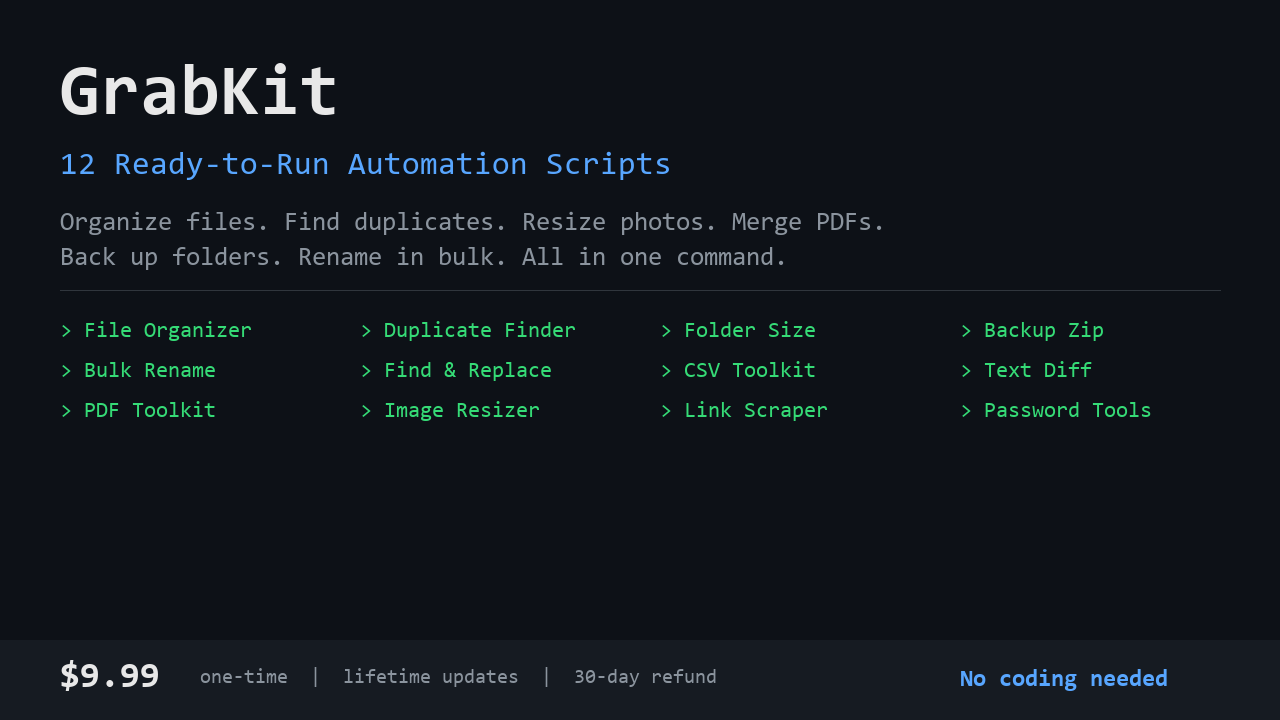 GrabKit
12 Ready-to-Run Automation Scripts
Organize files. Find duplicates. Resize photos. Merge PDFs.
Back up folders. Rename in bulk. All in one command.
> File Organizer > Duplicate Finder > Folder Size > Backup Zip
> Bulk Rename > Find & Replace > CSV Toolkit > Text Diff
> PDF Toolkit > Image Resizer > Link Scraper > Password Tools
$9.99 one-time | lifetime updates | 30-day refund No coding needed